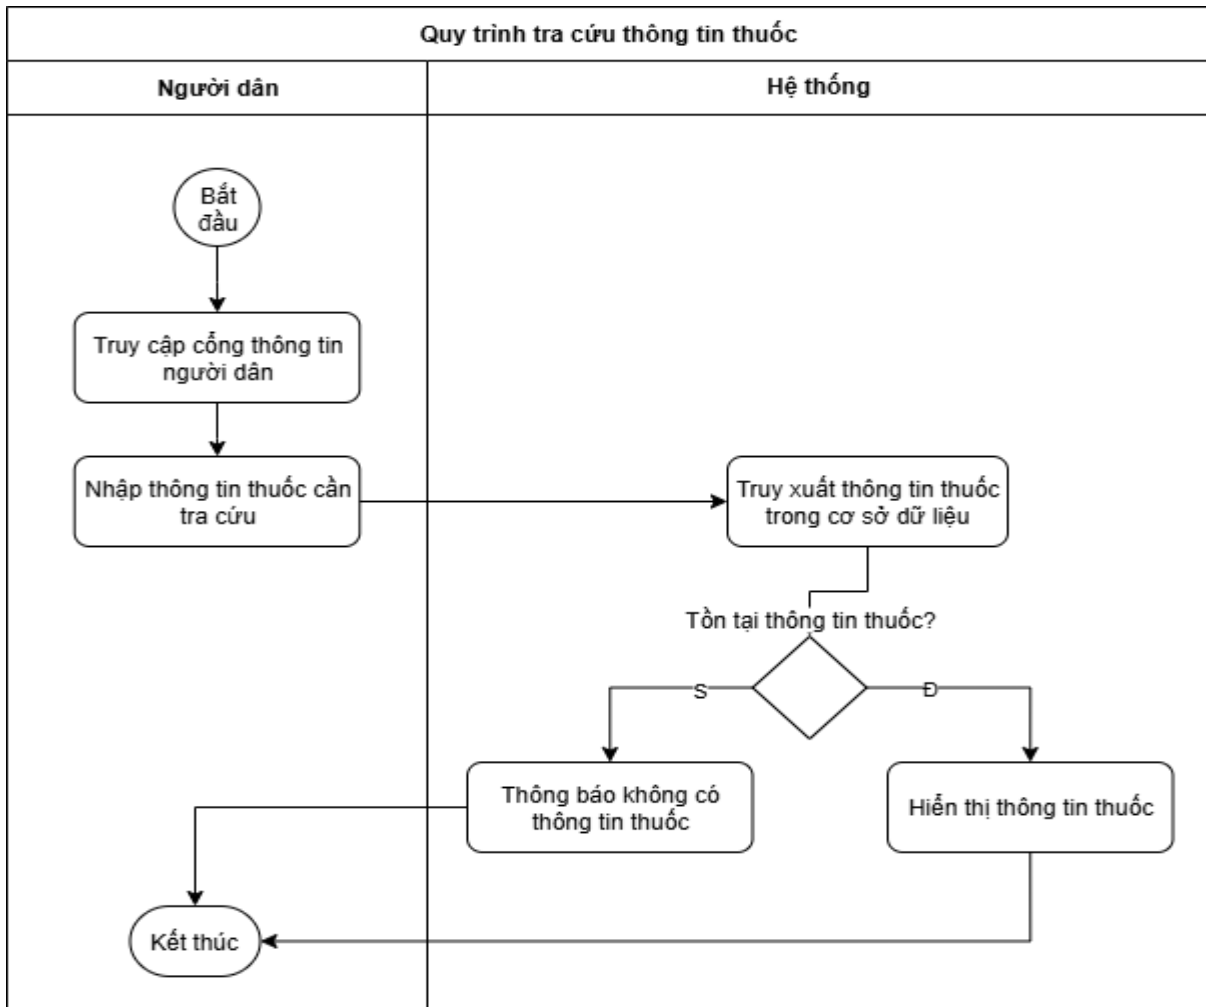 Quy trình tra cứu thông tin thuốc
Người dân
Hệ thống
Bắt
đầu
Truy cập cổng thông tin
người dân
Nhập thông tin thuốc cần
tra cứu
Truy xuất thông tin thuốc
trong cơ sở dữ liệu
Tồn tại thông tin thuốc?
S
Đ
Thông báo không có
thông tin thuốc
Hiển thị thông tin thuốc
Kết thúc